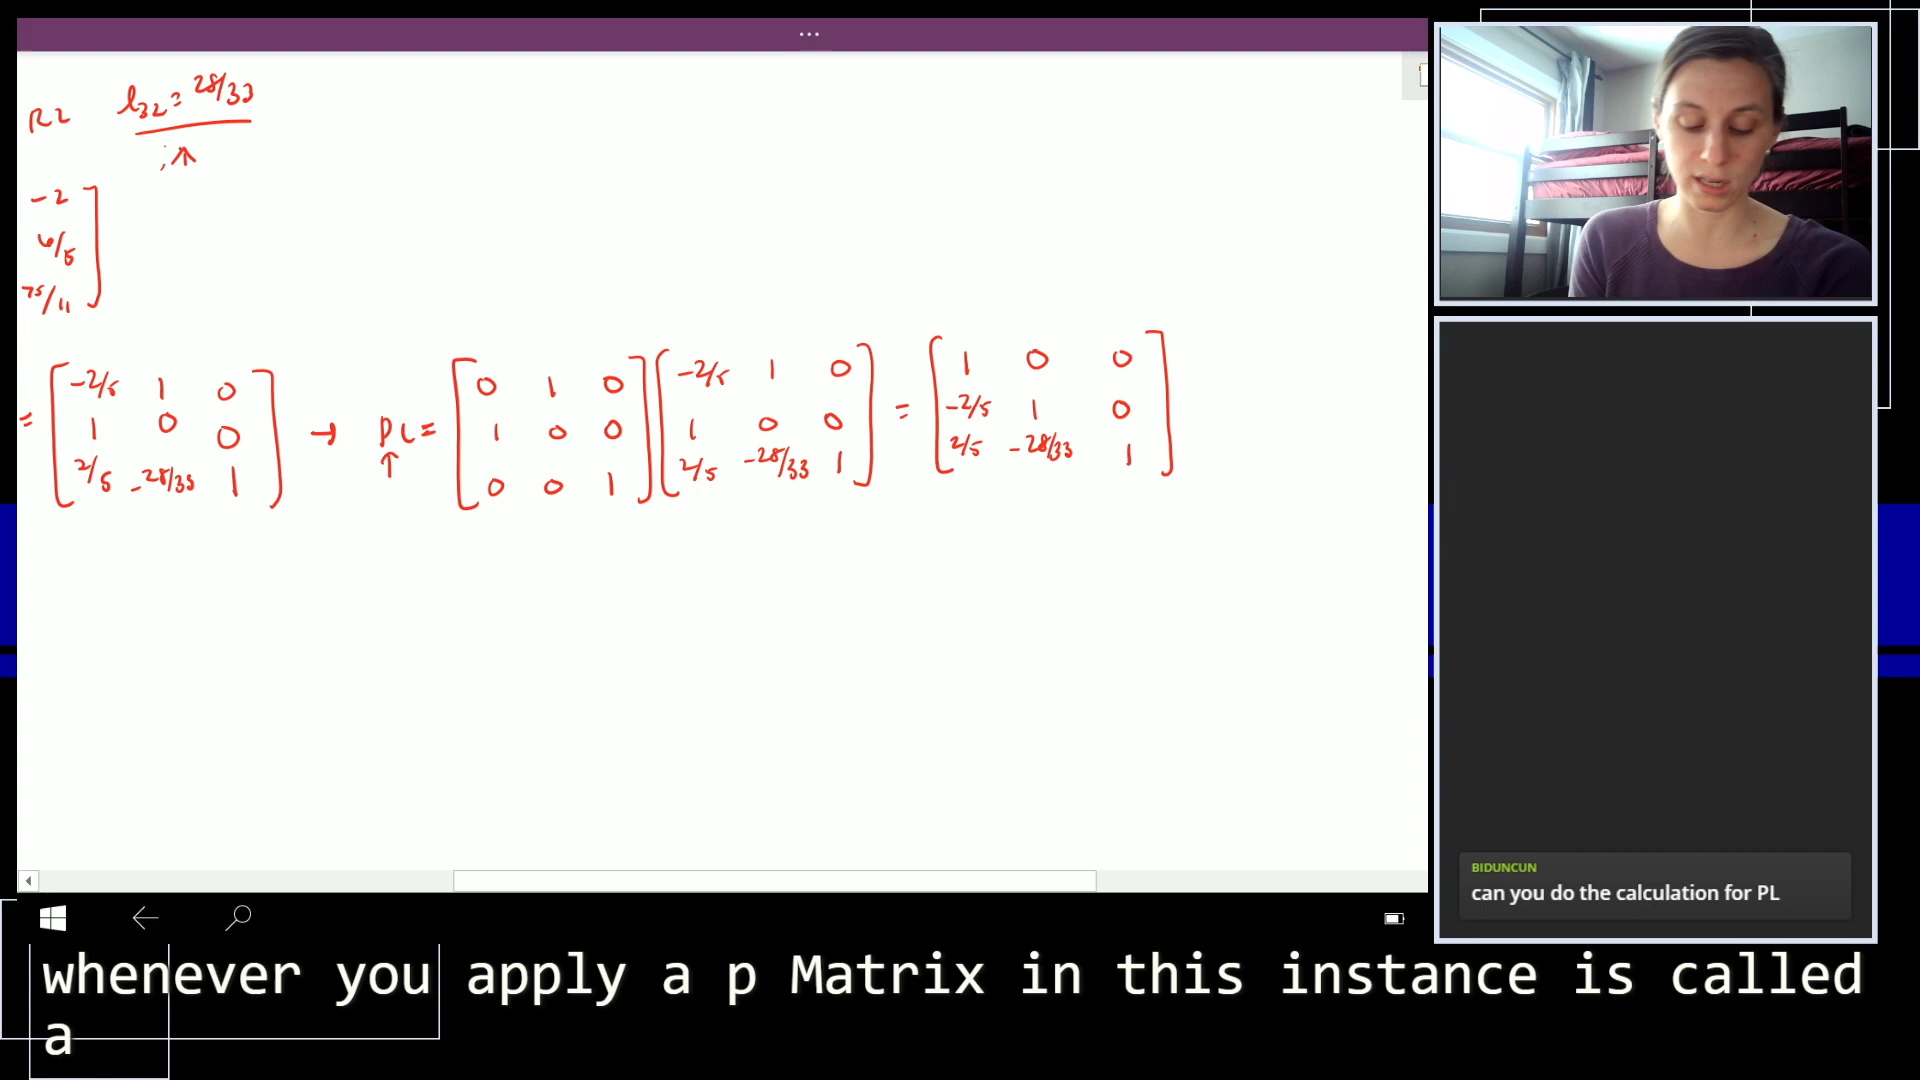 ...
R2 l32 = 28/33
-2
6/5
75/11
= [ -2/5 1 0 → PL = [ 0 1 0 ] [ -2/5 1 0 ] = [ 1 0 0 ]
1 0 0 1 0 0 1 0 0 -2/5 1 0
2/5 -28/33 1 ] 0 0 1 2/5 -28/33 1 2/5 -28/33 1
BIDUNCUN
can you do the calculation for PL
whenever you apply a p Matrix in this instance is called
a